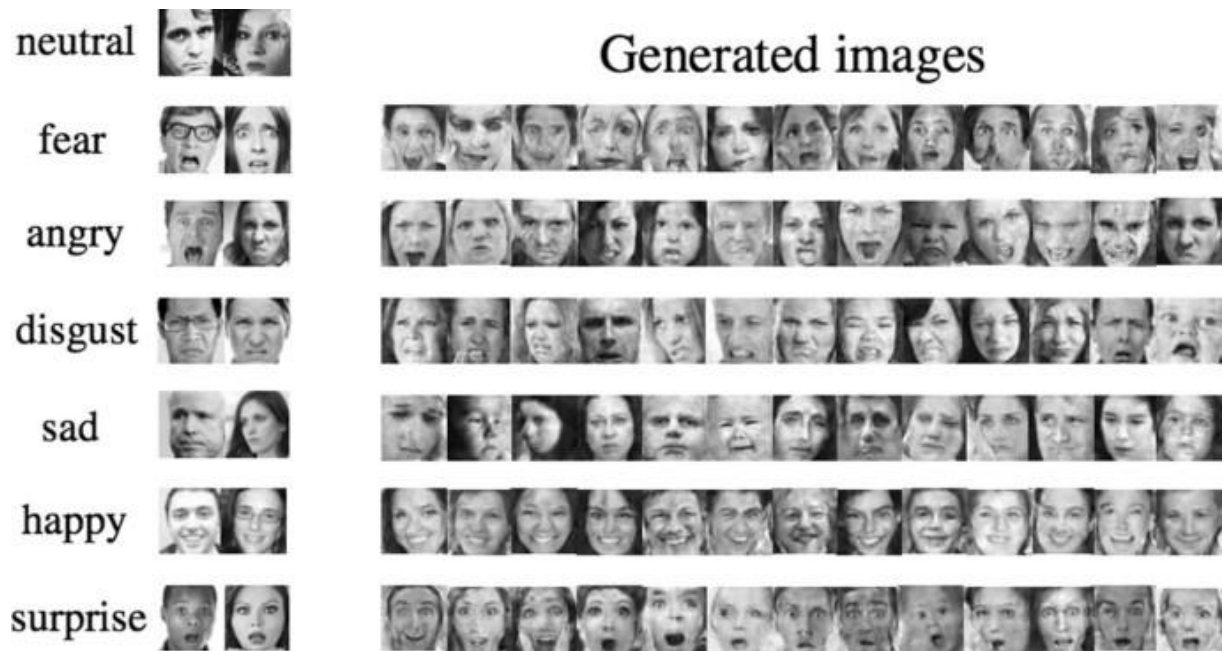 neutral
Generated images
fear
angry
disgust
sad
happy
surprise